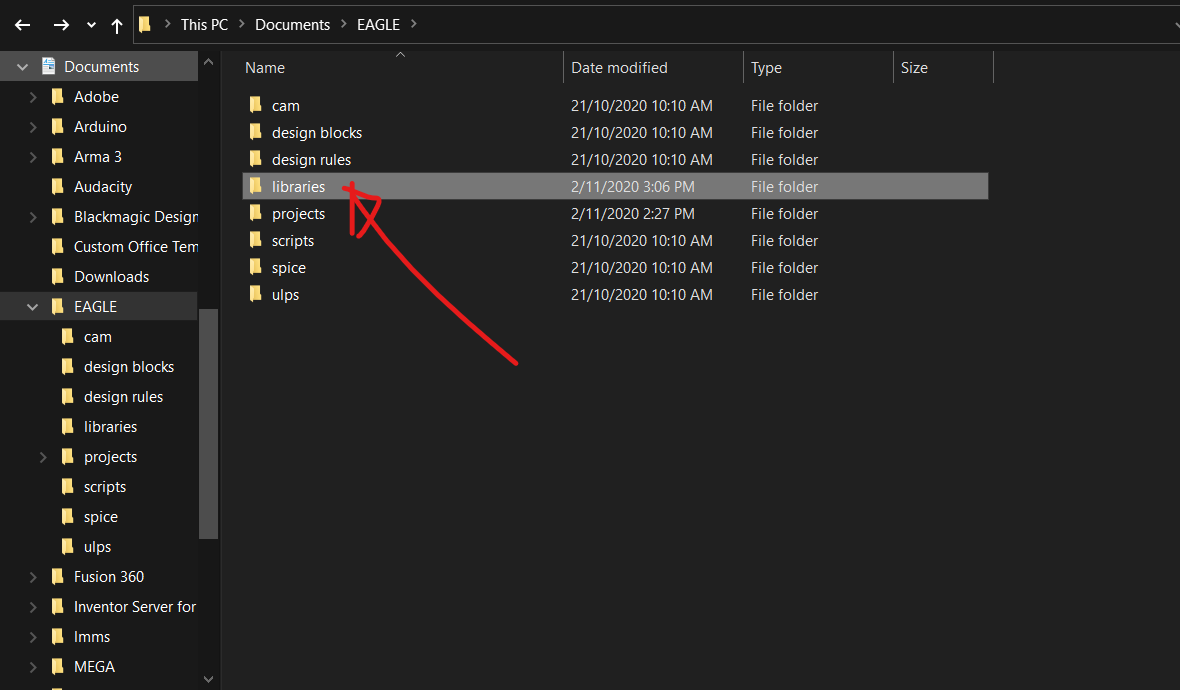 This PC > Documents > EAGLE >
Documents
Adobe
Arduino
Arma 3
Audacity
Blackmagic Design
Custom Office Tem
Downloads
EAGLE
cam
design blocks
design rules
libraries
projects
scripts
spice
ulps
Fusion 360
Inventor Server for
lmms
MEGA
Name Date modified Type Size
cam 21/10/2020 10:10 AM File folder
design blocks 21/10/2020 10:10 AM File folder
design rules 21/10/2020 10:10 AM File folder
libraries 2/11/2020 3:06 PM File folder
projects 2/11/2020 2:27 PM File folder
scripts 21/10/2020 10:10 AM File folder
spice 21/10/2020 10:10 AM File folder
ulps 21/10/2020 10:10 AM File folder